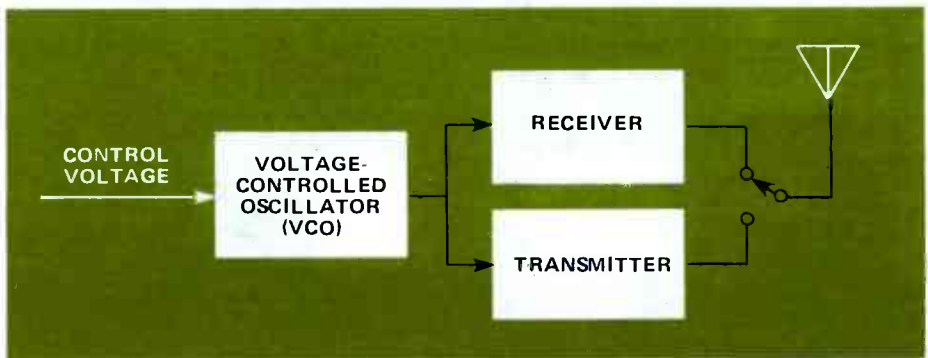 CONTROL
VOLTAGE
VOLTAGE-
CONTROLLED
OSCILLATOR
(VCO)
RECEIVER
TRANSMITTER